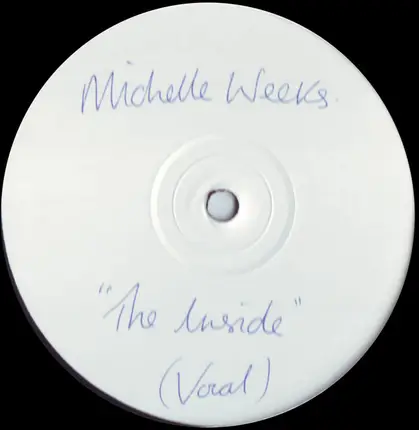 Michelle Weeks.
"The Inside"
(Vocal)